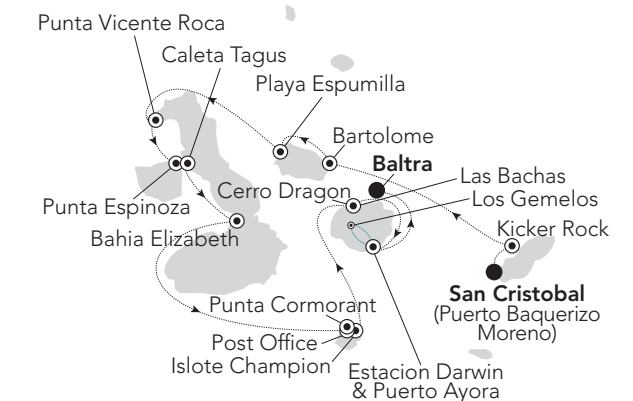 Punta Vicente Roca
Caleta Tagus
Playa Espumilla
Bartolome
Baltra
Las Bachas
Cerro Dragon
Los Gemelos
Punta Espinoza
Kicker Rock
Bahia Elizabeth
San Cristobal
(Puerto Baquerizo
Moreno)
Punta Cormorant
Post Office
Islote Champion
Estacion Darwin
& Puerto Ayora